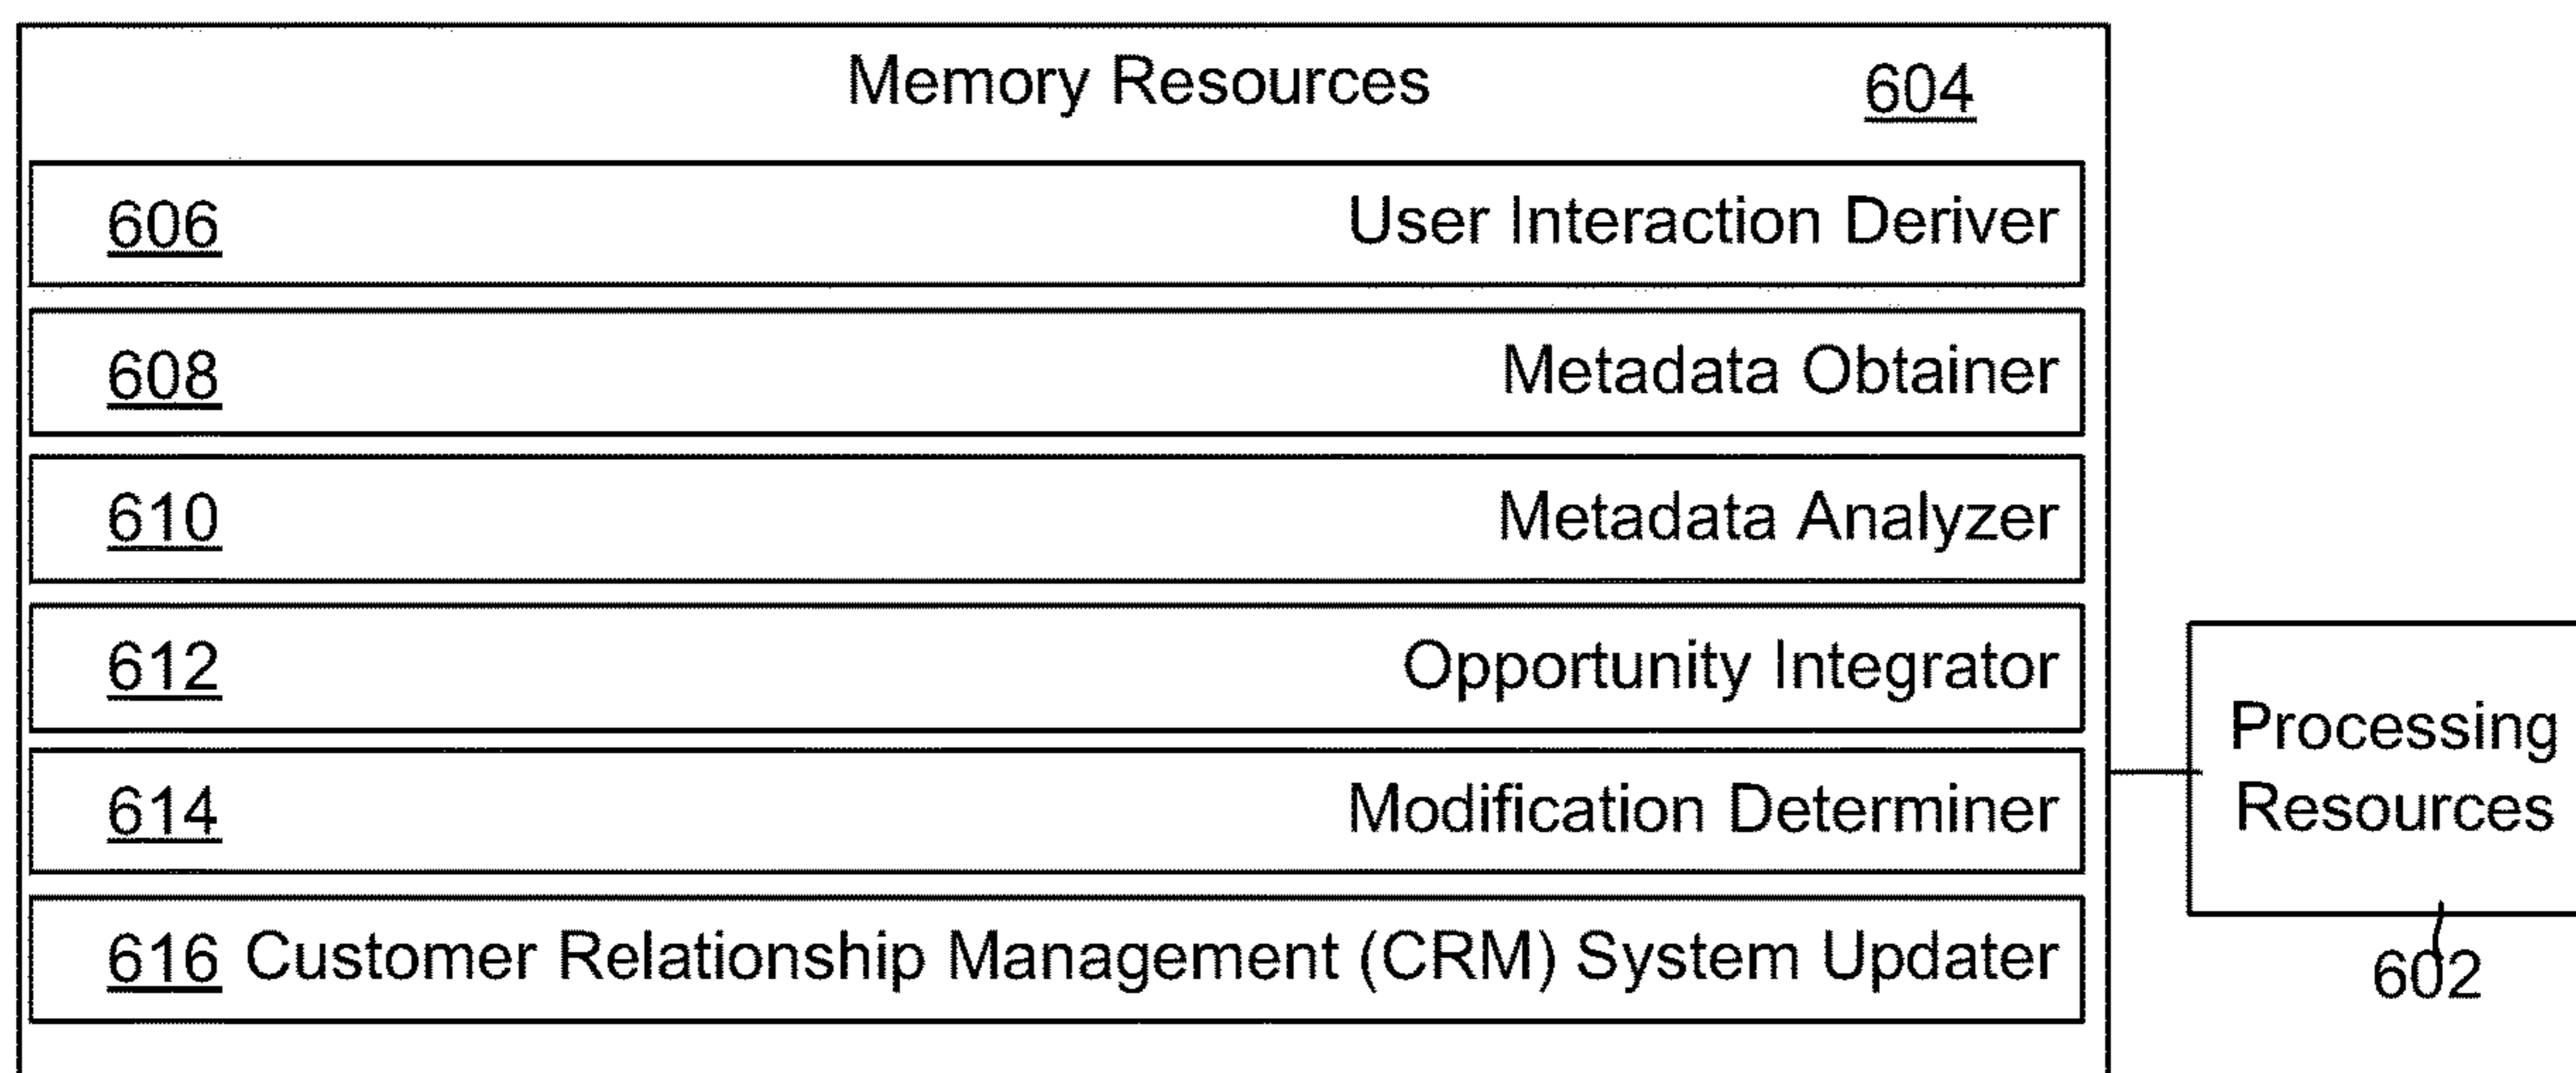 Memory Resources 604
606 User Interaction Deriver
608 Metadata Obtainer
610 Metadata Analyzer
612 Opportunity Integrator
614 Modification Determiner
616 Customer Relationship Management (CRM) System Updater
Processing
Resources
602